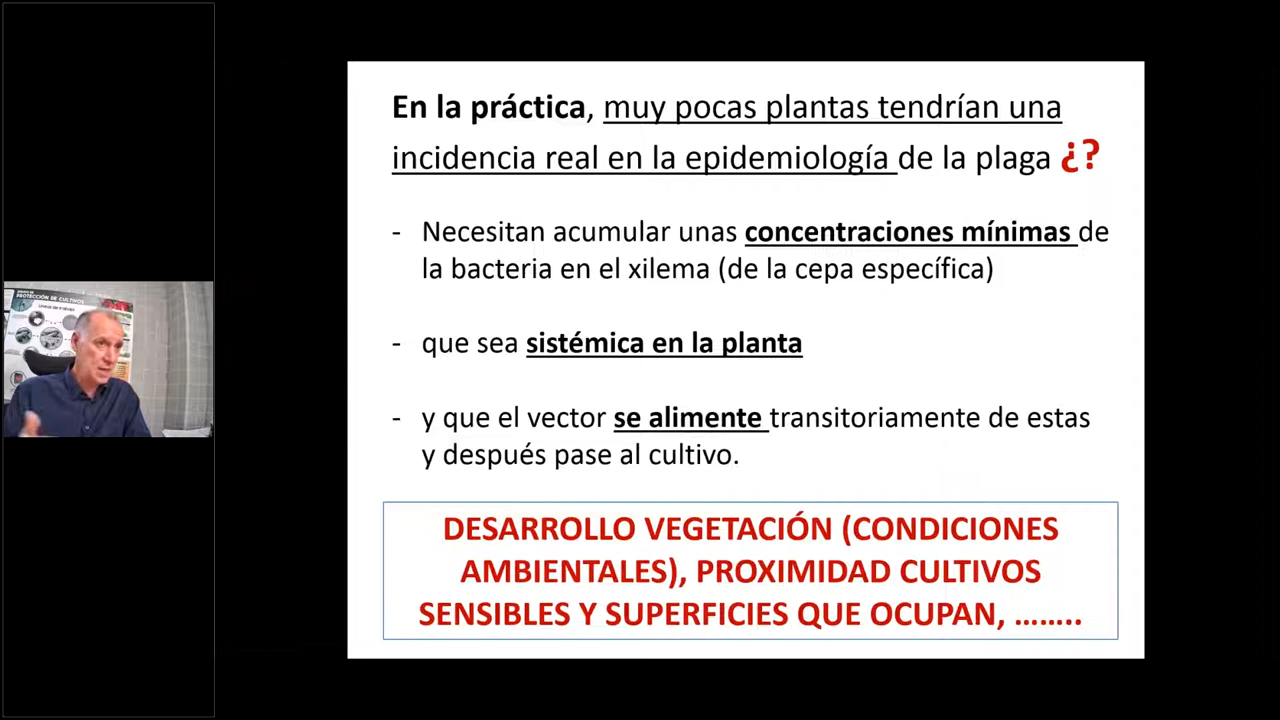 En la práctica, muy pocas plantas tendrían una
incidencia real en la epidemiología de la plaga ¿?
- Necesitan acumular unas concentraciones mínimas de
la bacteria en el xilema (de la cepa específica)
- que sea sistémica en la planta
- y que el vector se alimente transitoriamente de estas
y después pase al cultivo.
DESARROLLO VEGETACIÓN (CONDICIONES
AMBIENTALES), PROXIMIDAD CULTIVOS
SENSIBLES Y SUPERFICIES QUE OCUPAN, ……..
PROTECCIÓN DE CULTIVOS